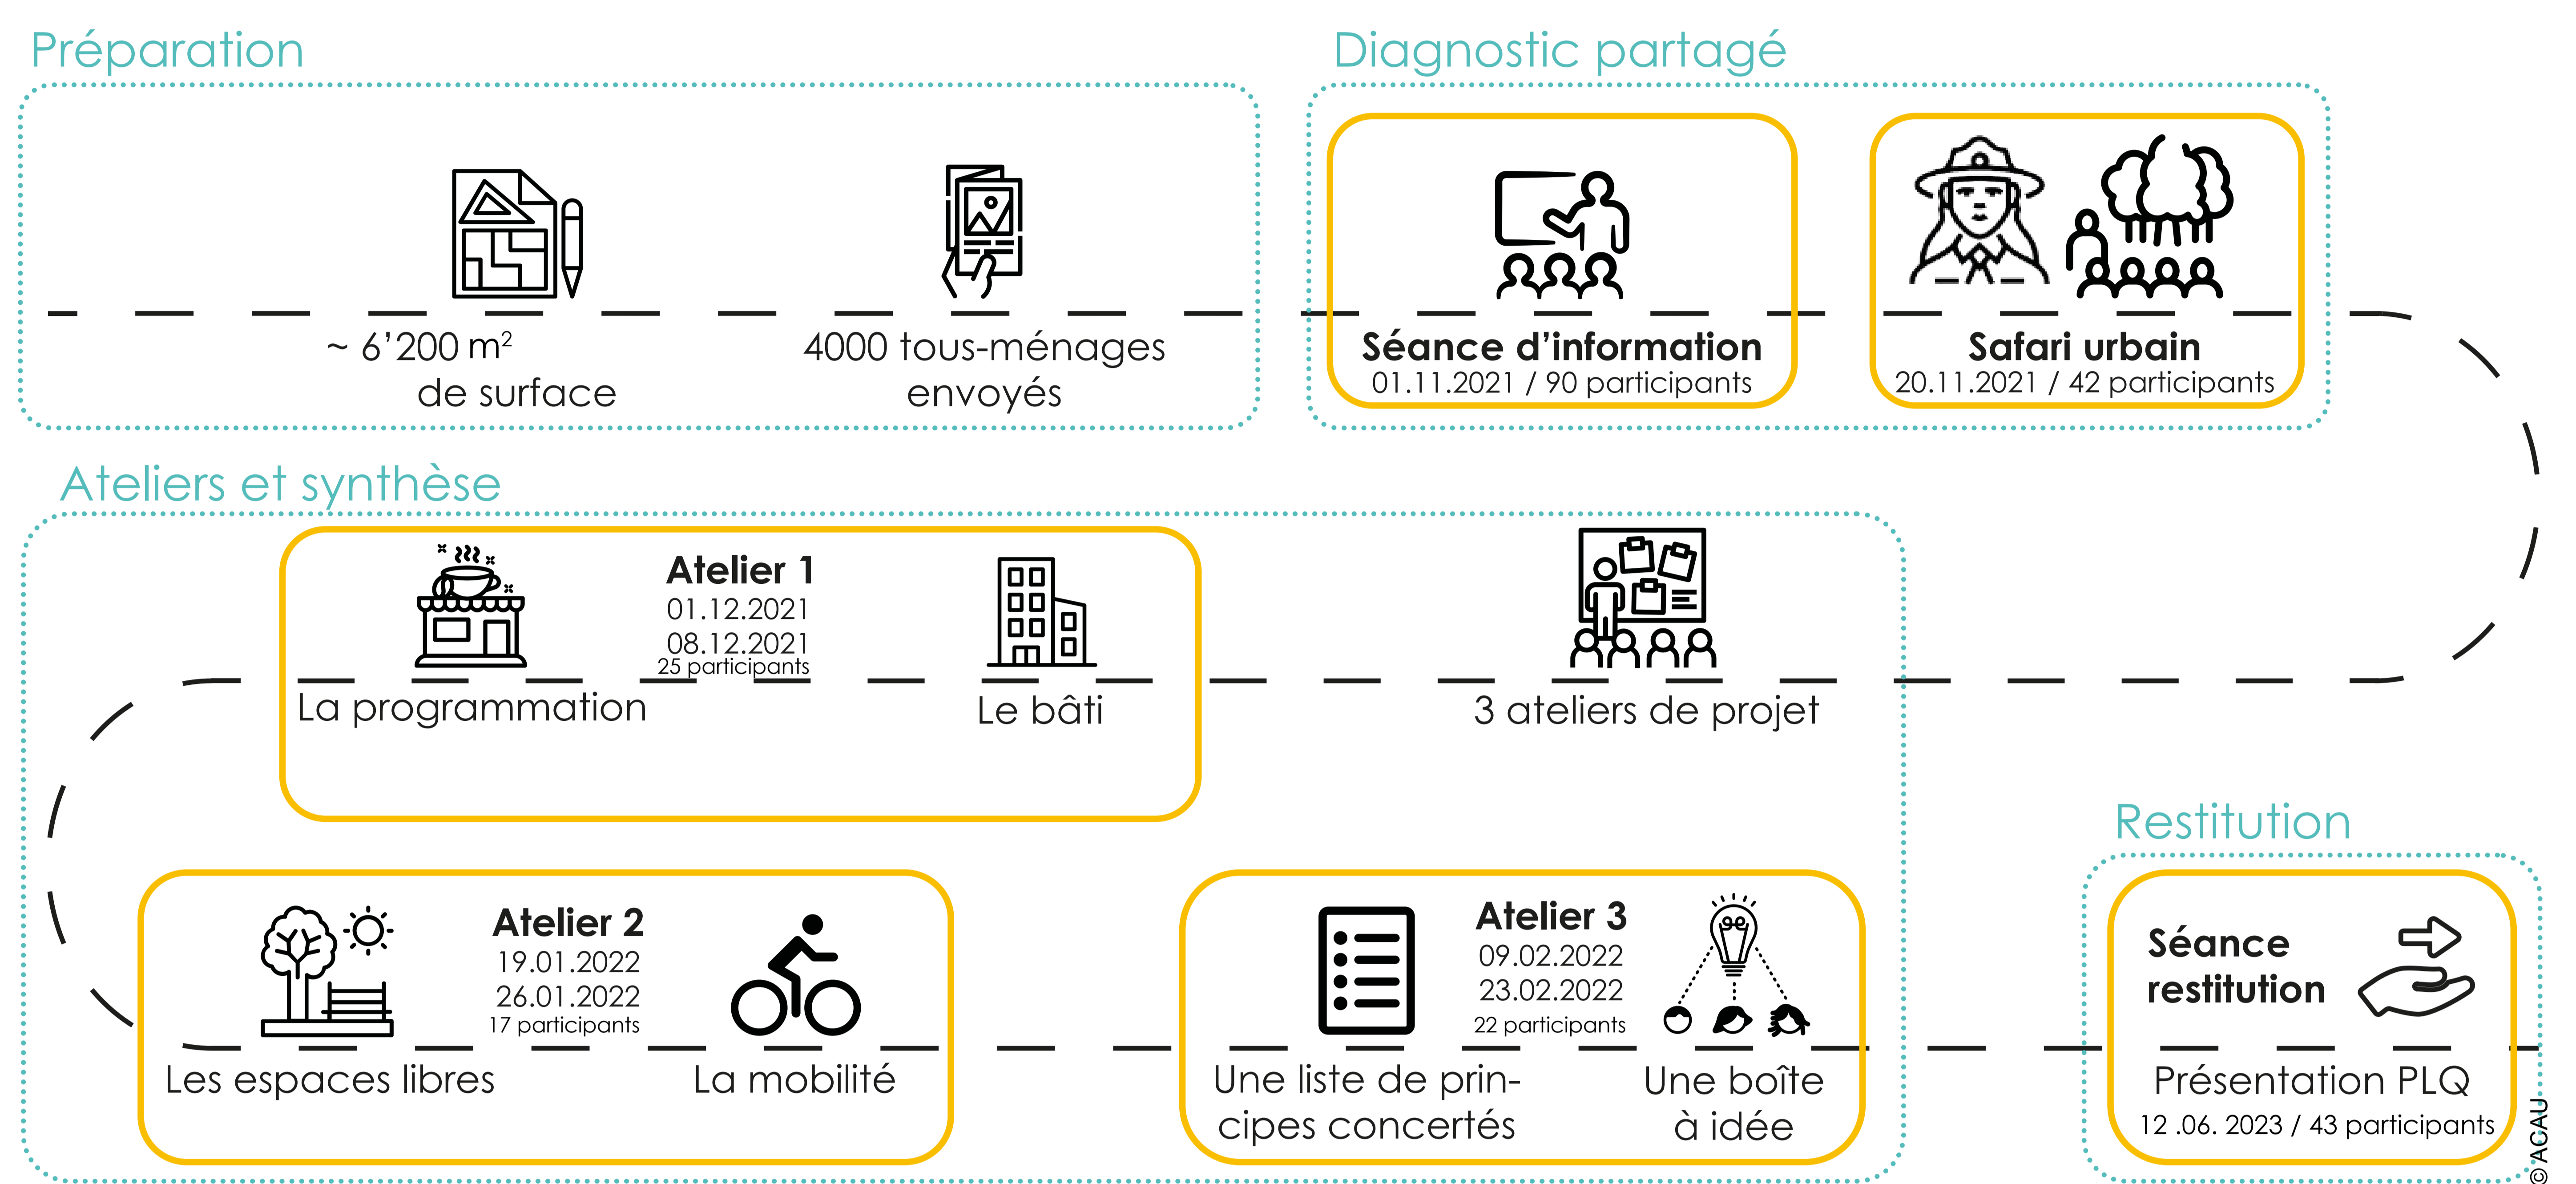 Préparation
~ 6’200 m²
de surface
4000 tous-ménages
envoyés
Diagnostic partagé
Séance d’information
01.11.2021 / 90 participants
Safari urbain
20.11.2021 / 42 participants
Ateliers et synthèse
3 ateliers de projet
Atelier 1
01.12.2021
08.12.2021
25 participants
La programmation
Le bâti
Atelier 2
19.01.2022
26.01.2022
17 participants
Les espaces libres
La mobilité
Atelier 3
09.02.2022
23.02.2022
22 participants
Une liste de prin-
cipes concertés
Une boîte
à idée
Restitution
Séance
restitution
Présentation PLQ
12 .06. 2023 / 43 participants
© ACAU